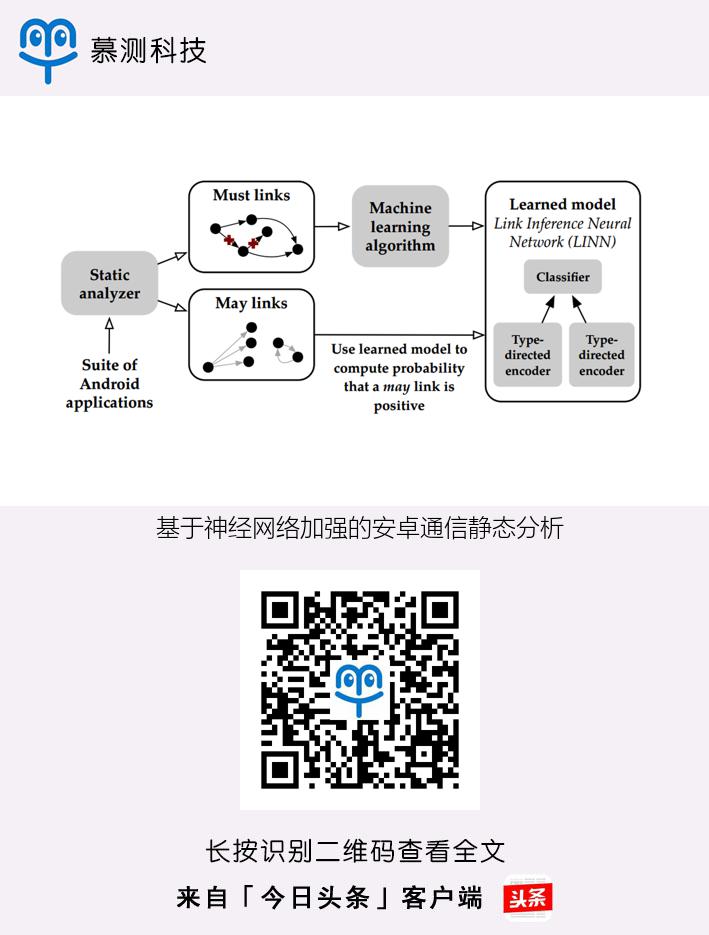 慕测科技
Must links
Machine
learning
algorithm
Learned model
Link Inference Neural
Network (LINN)
Classifier
Type-
directed
encoder
Type-
directed
encoder
Static
analyzer
May links
Suite of
Android
applications
Use learned model to
compute probability
that a may link is
positive
基于神经网络加强的安卓通信静态分析
长按识别二维码查看全文
来自「今日头条」客户端
头条